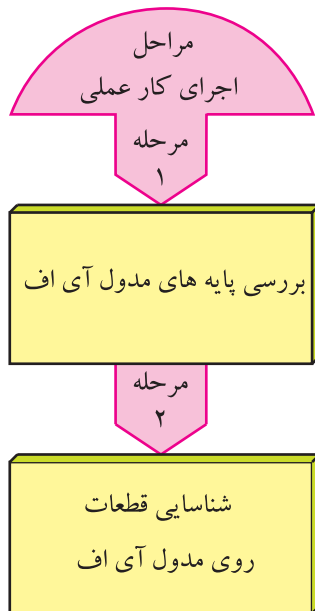 مراحل
اجرای کار عملی
مرحله
۱
بررسی پایه های مدول آی اف
مرحله
۲
شناسایی قطعات
روی مدول آی اف